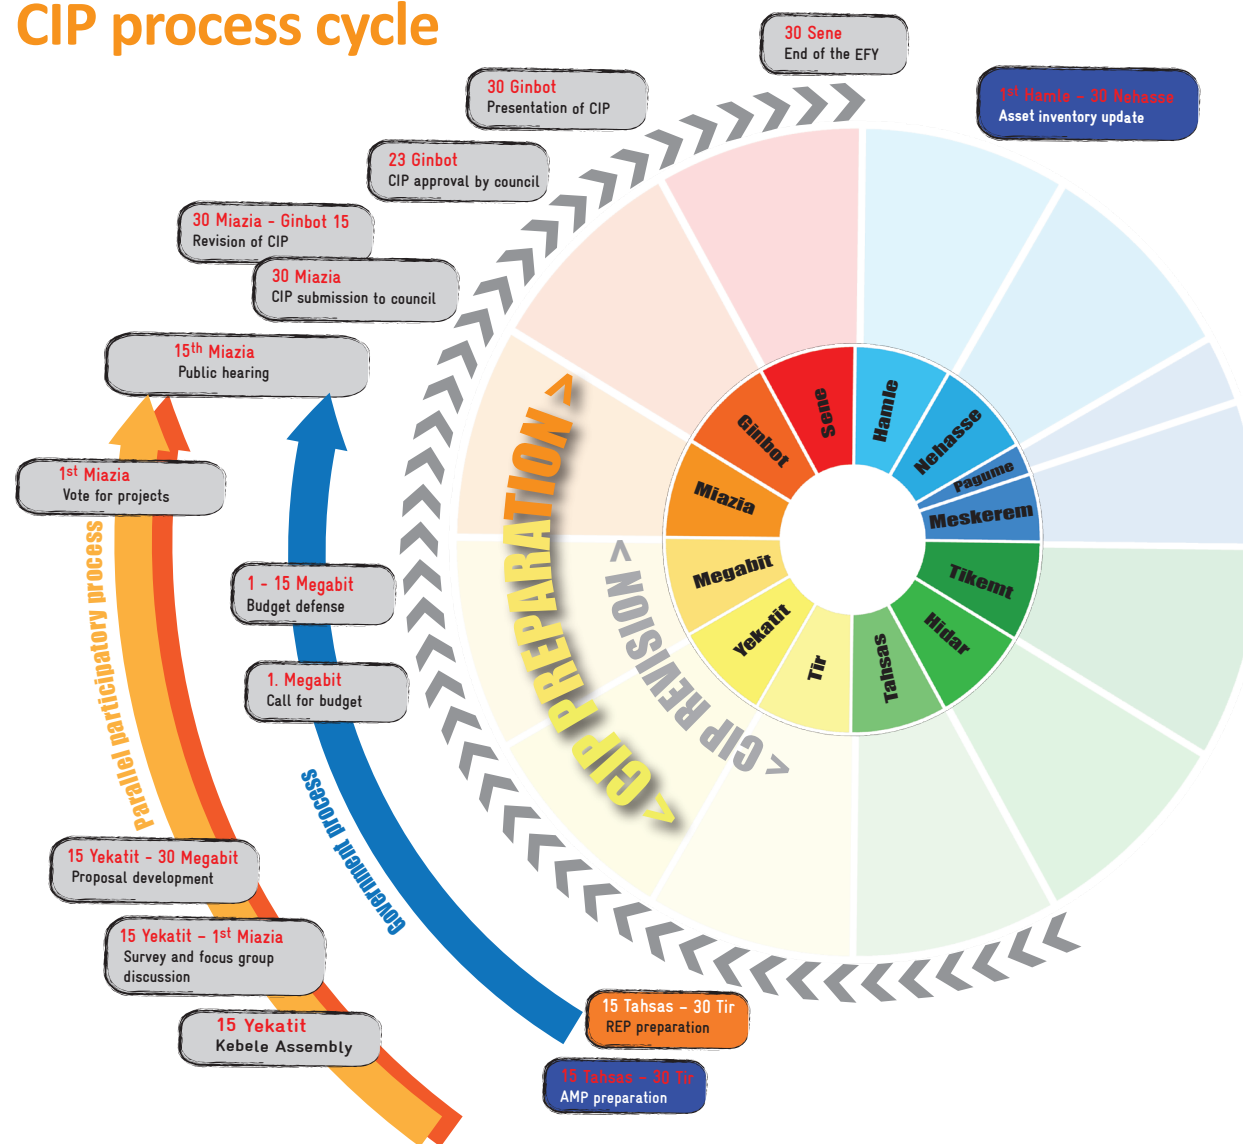 CIP process cycle
30 Sene
End of the EFY
1st Hamle - 30 Nehasse
Asset inventory update
30 Ginbot
Presentation of CIP
23 Ginbot
CIP approval by council
30 Miazia - Ginbot 15
Revision of CIP
30 Miazia
CIP submission to council
15th Miazia
Public hearing
1st Miazia
Vote for projects
1 - 15 Megabit
Budget defense
1. Megabit
Call for budget
Parallel participatory process
Government process
15 Yekatit - 30 Megabit
Proposal development
15 Yekatit - 1st Miazia
Survey and focus group
discussion
15 Yekatit
Kebele Assembly
15 Tahsas - 30 Tir
REP preparation
15 Tahsas - 30 Tir
AMP preparation
< CIP PREPARATION >
< CIP REVISION >
Hamle
Nehasse
Pagume
Meskerem
Tikemt
Hidar
Tahsas
Tir
Yekatit
Megabit
Miazia
Ginbot
Sene